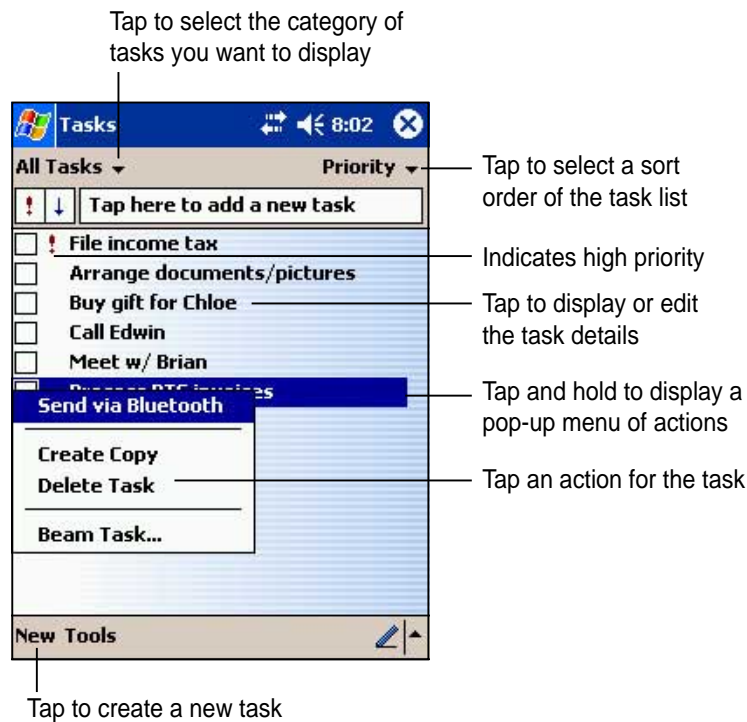 Tap to select the category of
tasks you want to display
Tasks 8:02
All Tasks Priority
Tap to select a sort
order of the task list
! ↓ Tap here to add a new task
! File income tax
Indicates high priority
Arrange documents/pictures
Buy gift for Chloe
Tap to display or edit
the task details
Call Edwin
Meet w/ Brian
Tap and hold to display a
pop-up menu of actions
Send via Bluetooth
Create Copy
Delete Task
Tap an action for the task
Beam Task...
New Tools
Tap to create a new task